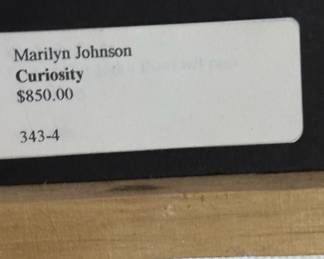 Marilyn Johnson
Curiosity
$850.00
343-4